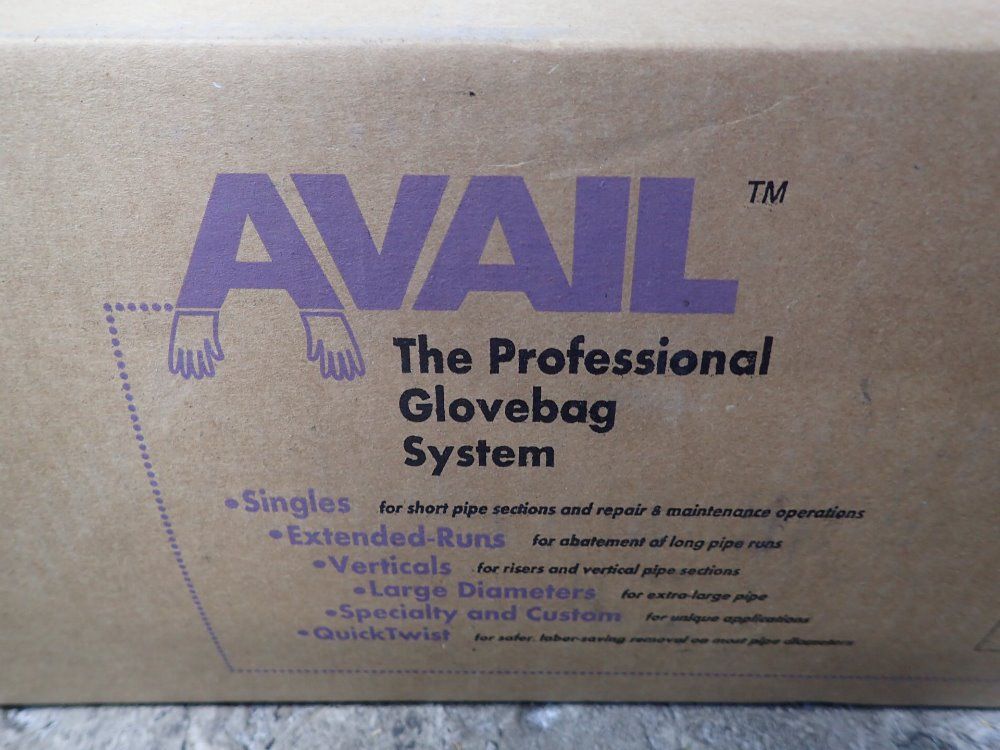 AVAIL TM
The Professional
Glovebag
System
•Singles for short pipe sections and repair & maintenance operations
•Extended-Runs for abatement of long pipe runs
•Verticals for risers and vertical pipe sections
•Large Diameters for extra-large pipe
•Specialty and Custom for unique applications
•QuickTwist for safer, labor-saving removal on most pipe diameters